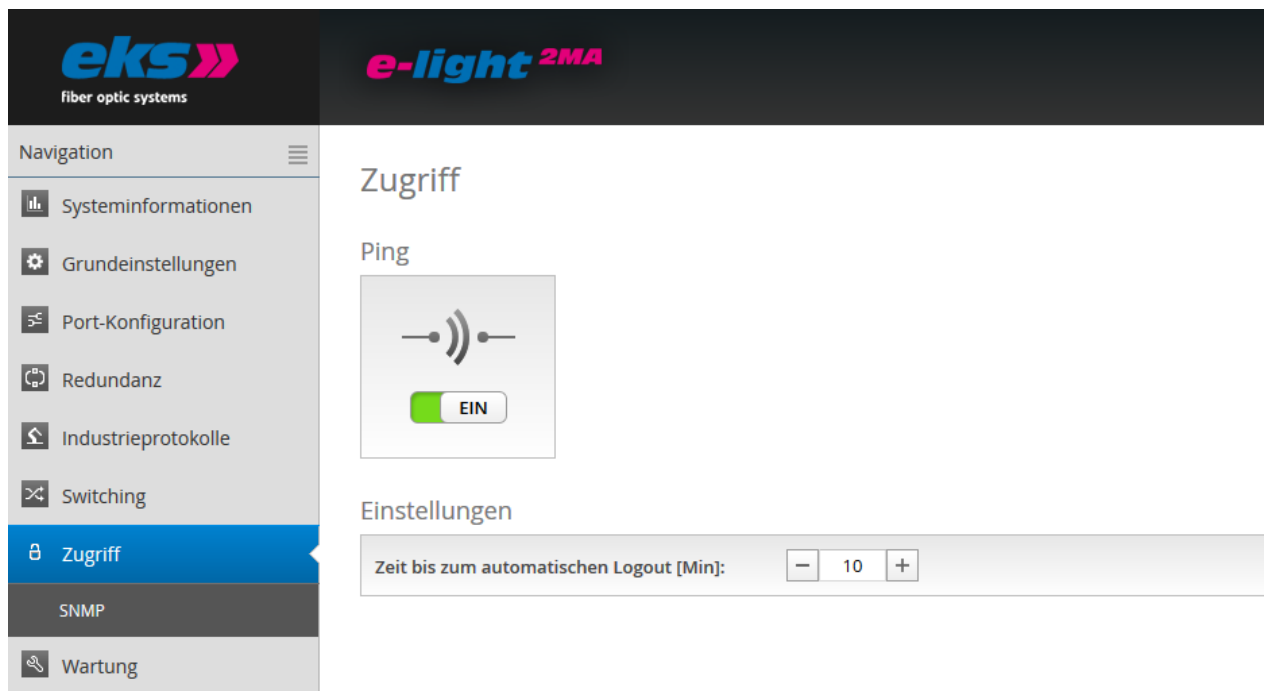 eks
fiber optic systems
e-light 2MA
Navigation
Systeminformationen
Grundeinstellungen
Port-Konfiguration
Redundanz
Industrieprotokolle
Switching
Zugriff
SNMP
Wartung
Zugriff
Ping
EIN
Einstellungen
Zeit bis zum automatischen Logout [Min]: − 10 +